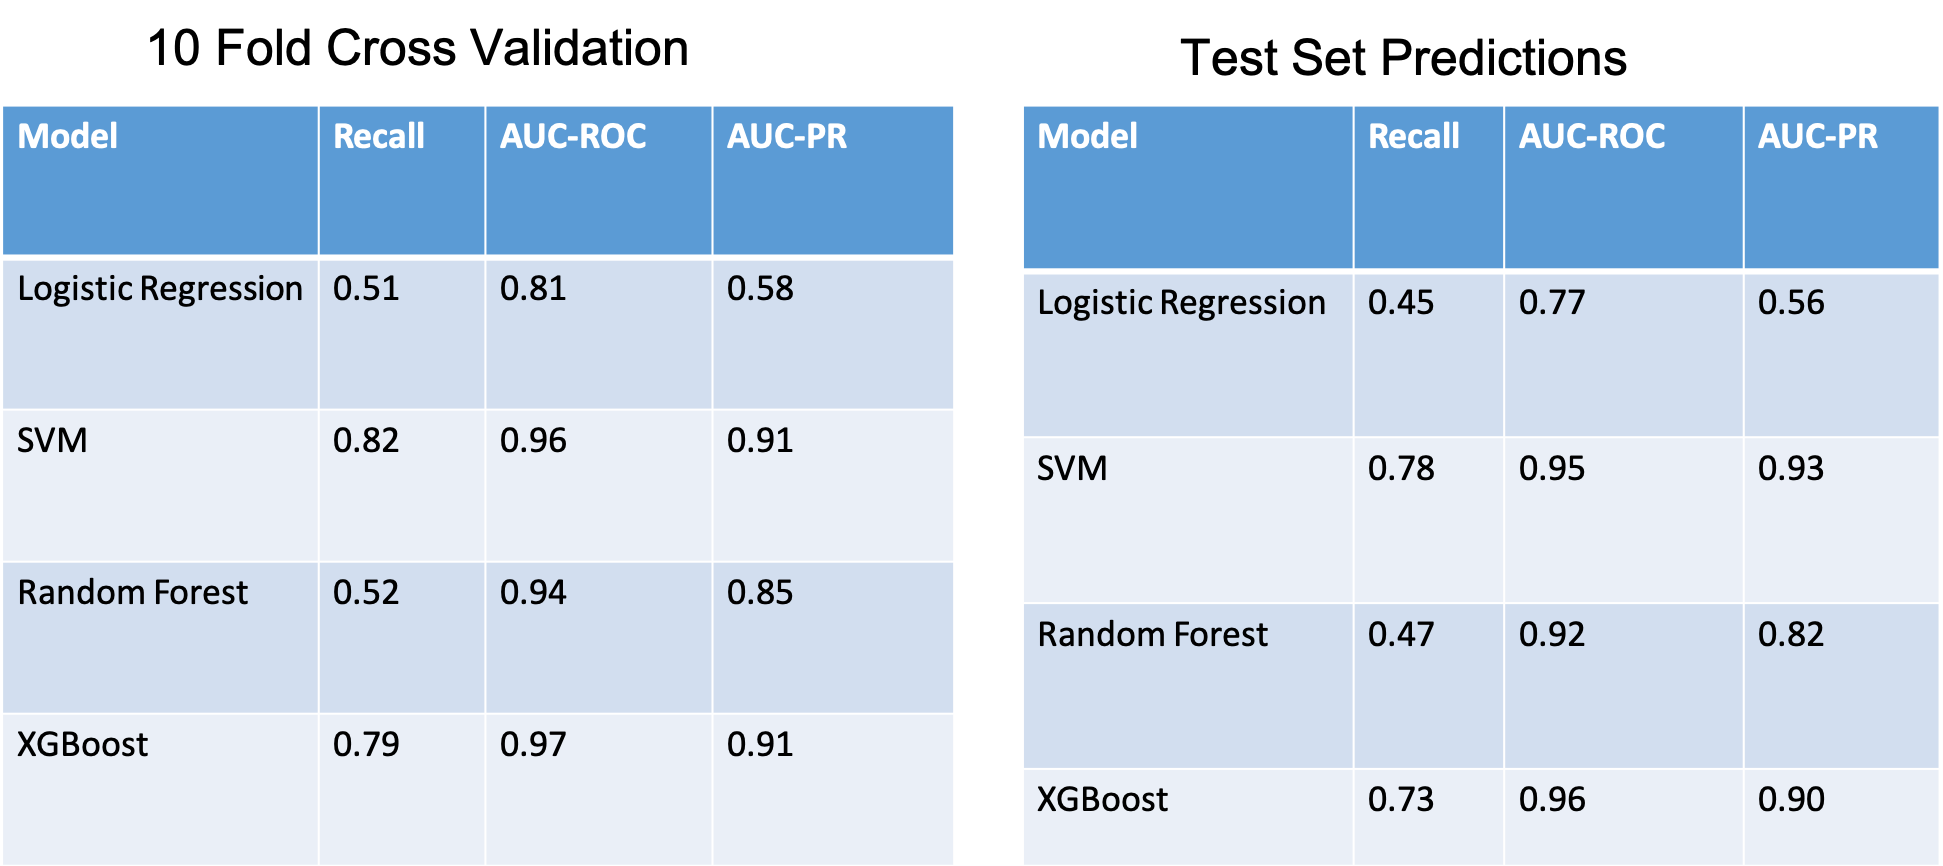 10 Fold Cross Validation
Model Recall AUC-ROC AUC-PR
Logistic Regression 0.51 0.81 0.58
SVM 0.82 0.96 0.91
Random Forest 0.52 0.94 0.85
XGBoost 0.79 0.97 0.91
Test Set Predictions
Model Recall AUC-ROC AUC-PR
Logistic Regression 0.45 0.77 0.56
SVM 0.78 0.95 0.93
Random Forest 0.47 0.92 0.82
XGBoost 0.73 0.96 0.90